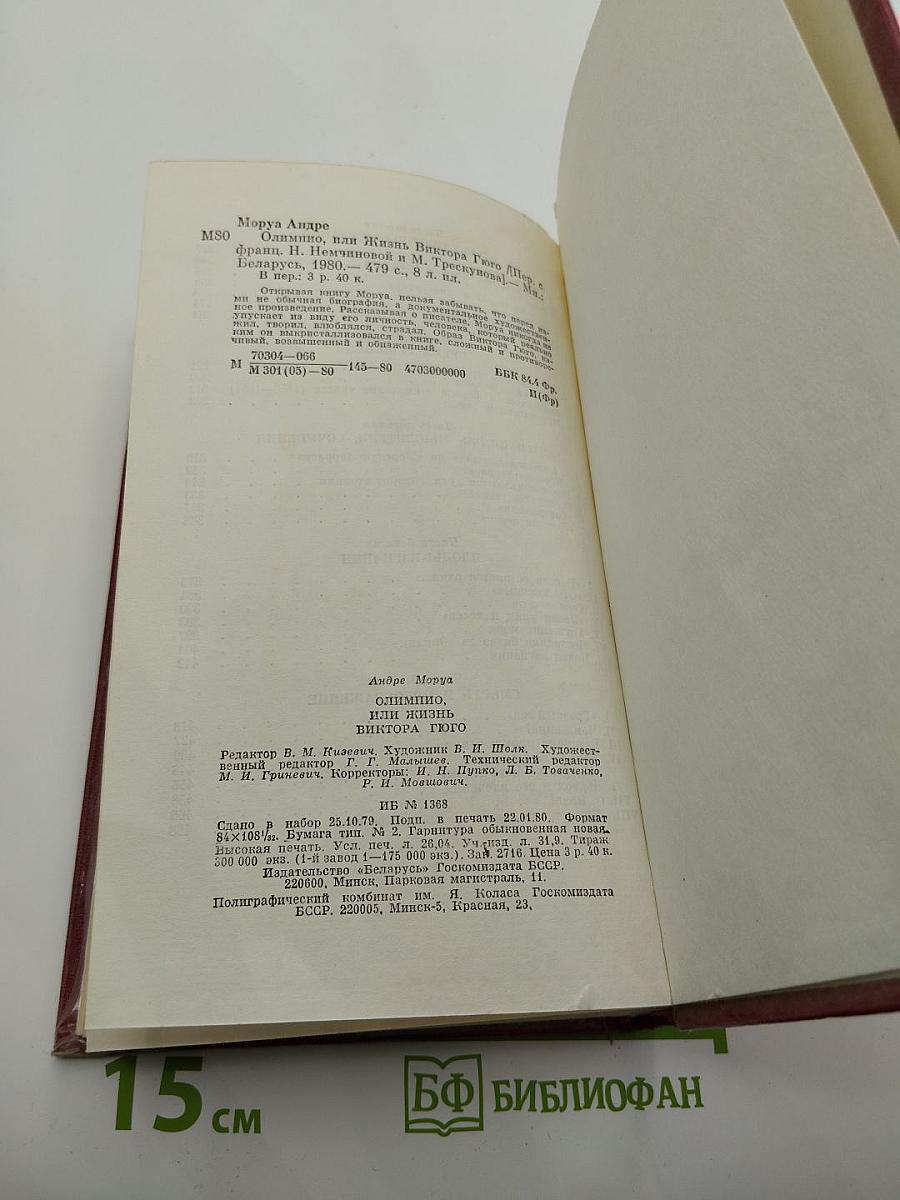 Моруа Андре
М80 Олимпио, или Жизнь Виктора Гюго /[Пер. с
франц. Н. Немчиновой и М. Трескунова].— Мн.:
Беларусь, 1980.— 479 с., 8 л. ил.
В пер.: 3 р. 40 к.
Открывая книгу Моруа, нельзя забывать, что перед на-
ми не обычная биография, а документальное художествен-
ное произведение. Рассказывая о писателе, Моруа никогда не
упускает из виду его личность, человека, который реально
жил, творил, влюблялся, страдал. Образ Виктора Гюго, ка-
ким он выкристаллизовался в книге, сложный и противоре-
чивый, возвышенный и обнаженный.
70304—066
М М 301(05)—80 145—80 4703000000 ББК 84.4 Фр.
И(Фр)
Андре Моруа
ОЛИМПИО,
ИЛИ ЖИЗНЬ
ВИКТОРА ГЮГО
Редактор В. М. Кизевич. Художник В. И. Шолк. Художест-
венный редактор Г. Г. Малышев. Технический редактор
М. И. Гриневич. Корректоры: И. Н. Пупко, Л. Б. Товаченко,
Р. И. Мовшович.
ИБ № 1368
Сдано в набор 25.10.79. Подп. в печать 22.01.80. Формат
84×108¹/₃₂. Бумага тип. № 2. Гарнитура обыкновенная новая.
Высокая печать. Усл. печ. л. 26,04. Уч.-изд. л. 31,9. Тираж
300 000 экз. (1-й завод 1—175 000 экз.). Зак. 2716. Цена 3 р. 40 к.
Издательство «Беларусь» Госкомиздата БССР.
220600, Минск, Парковая магистраль, 11.
Полиграфический комбинат им. Я. Коласа Госкомиздата
БССР. 220005, Минск-5, Красная, 23,
15 см
БФ БИБЛИОФАН